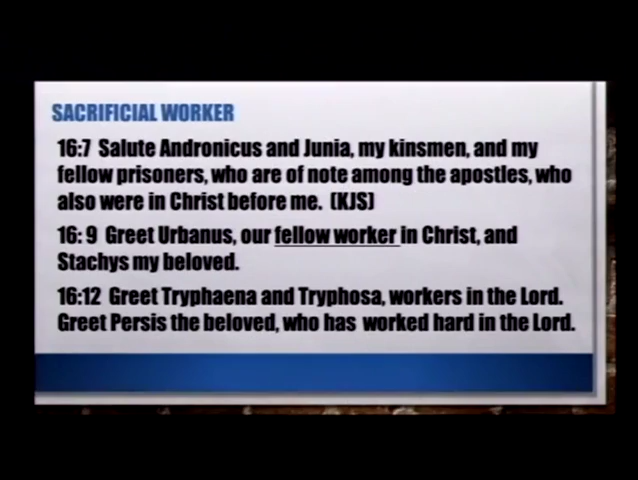 SACRIFICIAL WORKER
16:7 Salute Andronicus and Junia, my kinsmen, and my
fellow prisoners, who are of note among the apostles, who
also were in Christ before me. (KJS)
16: 9 Greet Urbanus, our fellow worker in Christ, and
Stachys my beloved.
16:12 Greet Tryphaena and Tryphosa, workers in the Lord.
Greet Persis the beloved, who has worked hard in the Lord.